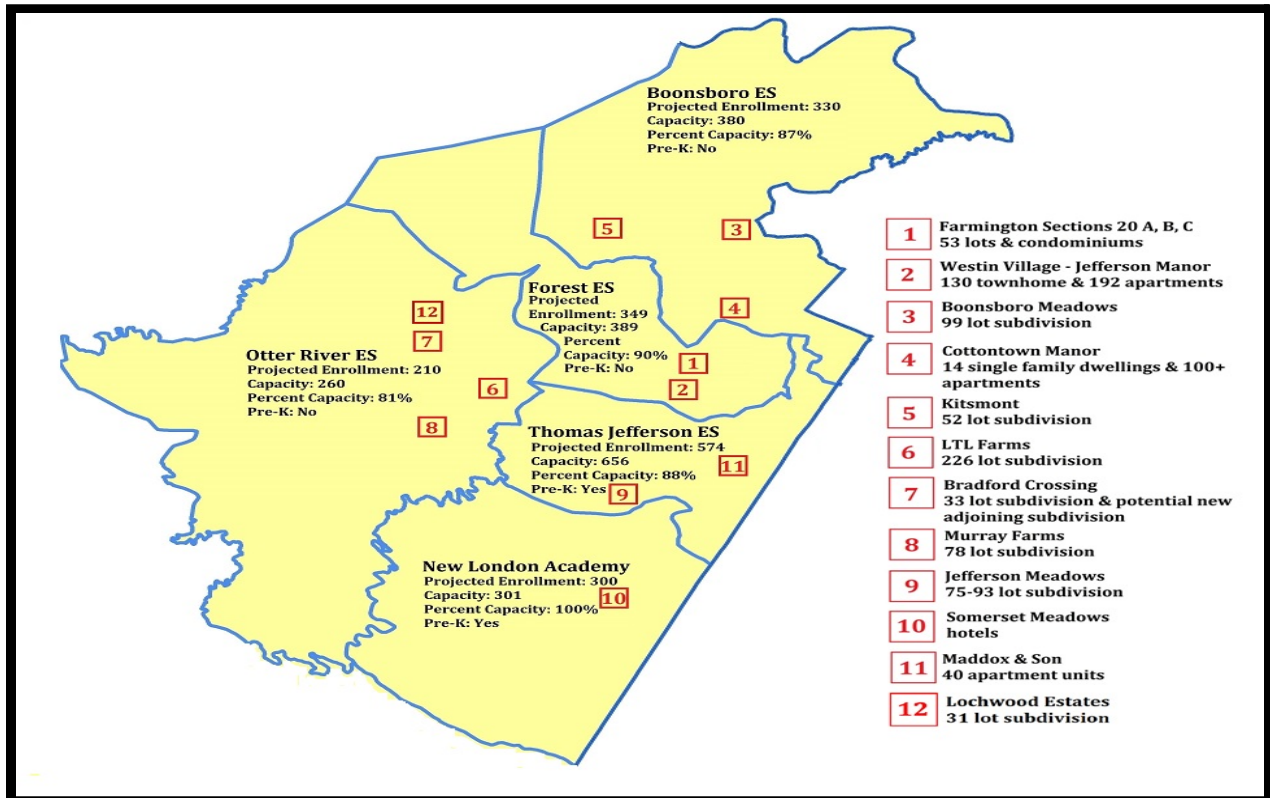 Boonsboro ES
Projected Enrollment: 330
Capacity: 380
Percent Capacity: 87%
Pre-K: No
5
3
4
Forest ES
Projected
Enrollment: 349
Capacity: 389
Percent
Capacity: 90%
Pre-K: No
1
2
12
7
Otter River ES
Projected Enrollment: 210
Capacity: 260
Percent Capacity: 81%
Pre-K: No
6
8
Thomas Jefferson ES
Projected Enrollment: 574
Capacity: 656
Percent Capacity: 88%
Pre-K: Yes
11
9
New London Academy
Projected Enrollment: 300
Capacity: 301
Percent Capacity: 100%
Pre-K: Yes
10
1
Farmington Sections 20 A, B, C
53 lots & condominiums
2
Westin Village - Jefferson Manor
130 townhome & 192 apartments
3
Boonsboro Meadows
99 lot subdivision
4
Cottontown Manor
14 single family dwellings & 100+
apartments
5
Kitsmont
52 lot subdivision
6
LTL Farms
226 lot subdivision
7
Bradford Crossing
33 lot subdivision & potential new
adjoining subdivision
8
Murray Farms
78 lot subdivision
9
Jefferson Meadows
75-93 lot subdivision
10
Somerset Meadows
hotels
11
Maddox & Son
40 apartment units
12
Lochwood Estates
31 lot subdivision